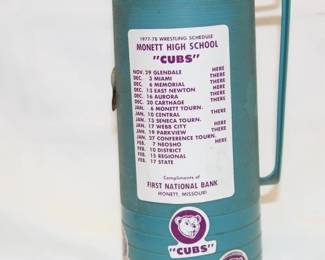 1977-78 WRESTLING SCHEDULE
MONETT HIGH SCHOOL
"CUBS"
NOV. 29 GLENDALE HERE
DEC. 3 MIAMI THERE
DEC. 6 MEMORIAL THERE
DEC. 13 EAST NEWTON HERE
DEC. 16 AURORA THERE
DEC. 20 CARTHAGE THERE
JAN. 6 MONETT TOURN.
JAN. 10 CENTRAL THERE
JAN. 13 SENECA TOURN.
JAN. 17 WEBB CITY HERE
JAN. 19 PARKVIEW THERE
JAN. 27 CONFERENCE TOURN.
FEB. 7 NEOSHO HERE
FEB. 10 DISTRICT
FEB. 15 REGIONAL
FEB. 17 STATE
Compliments of
FIRST NATIONAL BANK
MONETT, MISSOURI
"CUBS"